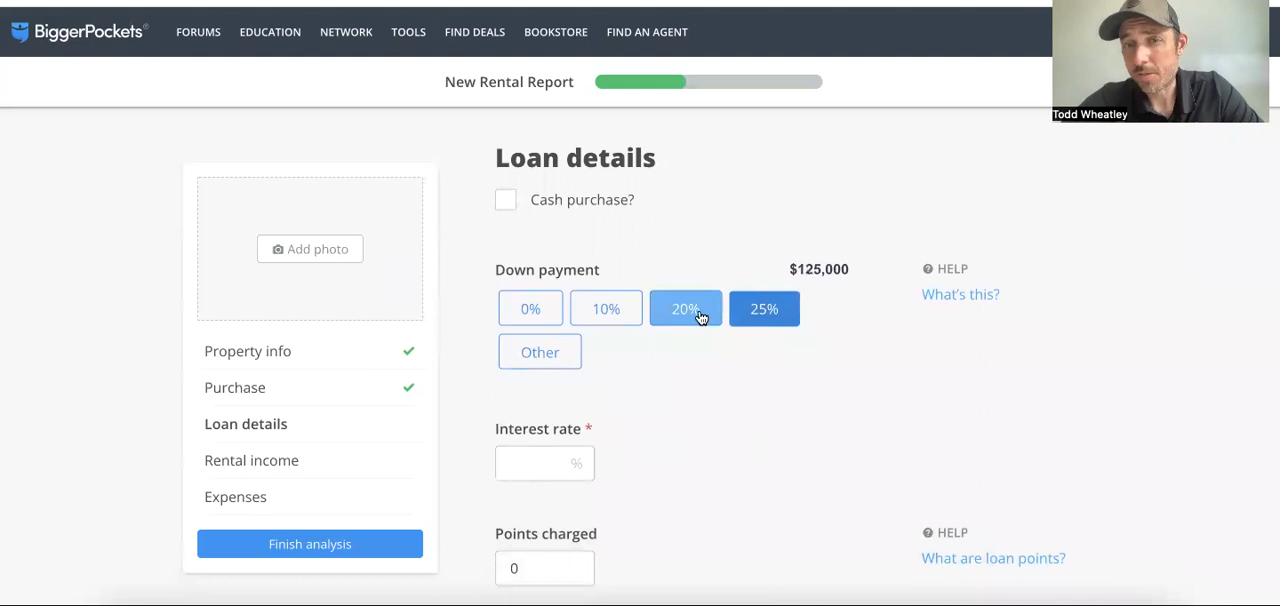 BiggerPockets®
FORUMS EDUCATION NETWORK TOOLS FIND DEALS BOOKSTORE FIND AN AGENT
New Rental Report
Todd Wheatley
Add photo
Property info
Purchase
Loan details
Rental income
Expenses
Finish analysis
Loan details
Cash purchase?
Down payment $125,000
0% 10% 20% 25%
Other
HELP
What's this?
Interest rate *
%
Points charged
0
HELP
What are loan points?